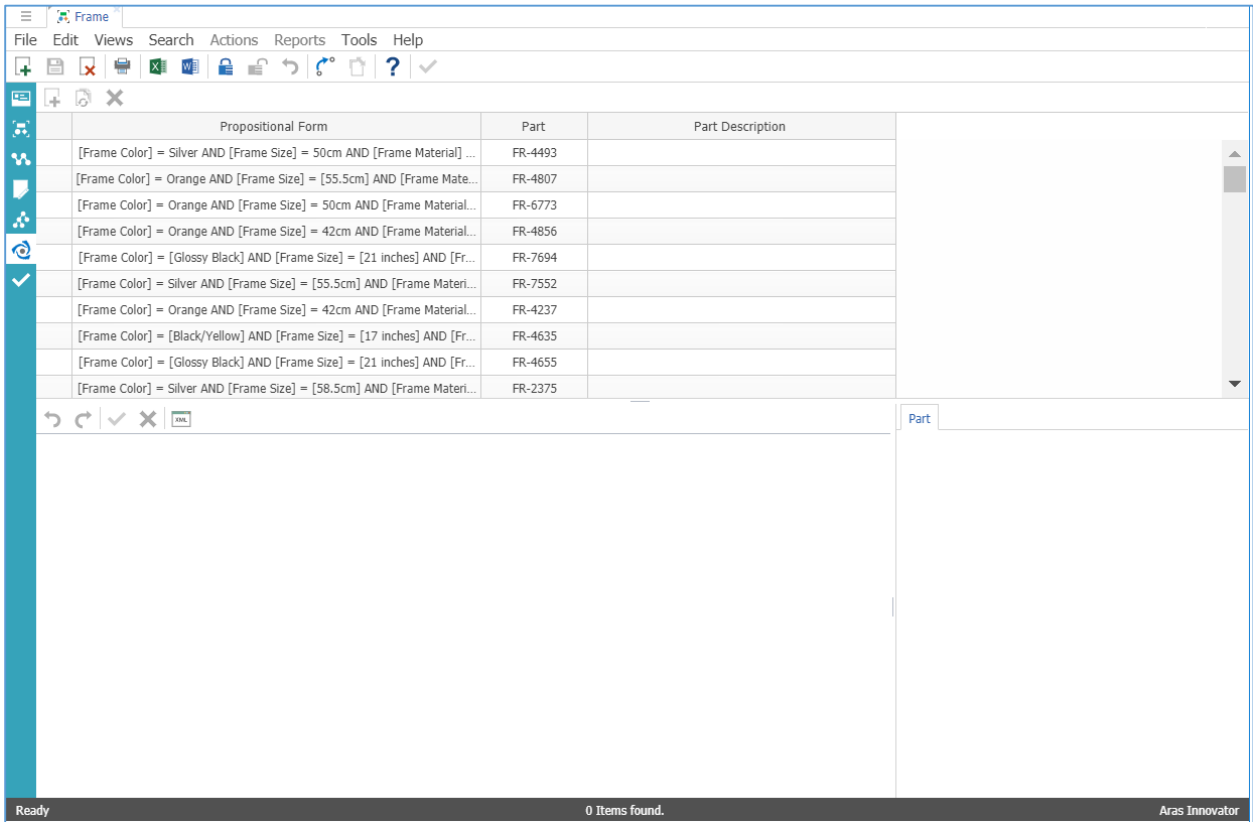 Frame
File Edit Views Search Actions Reports Tools Help
?
Propositional Form Part Part Description
[Frame Color] = Silver AND [Frame Size] = 50cm AND [Frame Material] ... FR-4493
[Frame Color] = Orange AND [Frame Size] = [55.5cm] AND [Frame Mate... FR-4807
[Frame Color] = Orange AND [Frame Size] = 50cm AND [Frame Material... FR-6773
[Frame Color] = Orange AND [Frame Size] = 42cm AND [Frame Material... FR-4856
[Frame Color] = [Glossy Black] AND [Frame Size] = [21 inches] AND [Fr... FR-7694
[Frame Color] = Silver AND [Frame Size] = [55.5cm] AND [Frame Materi... FR-7552
[Frame Color] = Orange AND [Frame Size] = 42cm AND [Frame Material... FR-4237
[Frame Color] = [Black/Yellow] AND [Frame Size] = [17 inches] AND [Fr... FR-4635
[Frame Color] = [Glossy Black] AND [Frame Size] = [21 inches] AND [Fr... FR-4655
[Frame Color] = Silver AND [Frame Size] = [58.5cm] AND [Frame Materi... FR-2375
XML Part
Ready 0 Items found. Aras Innovator